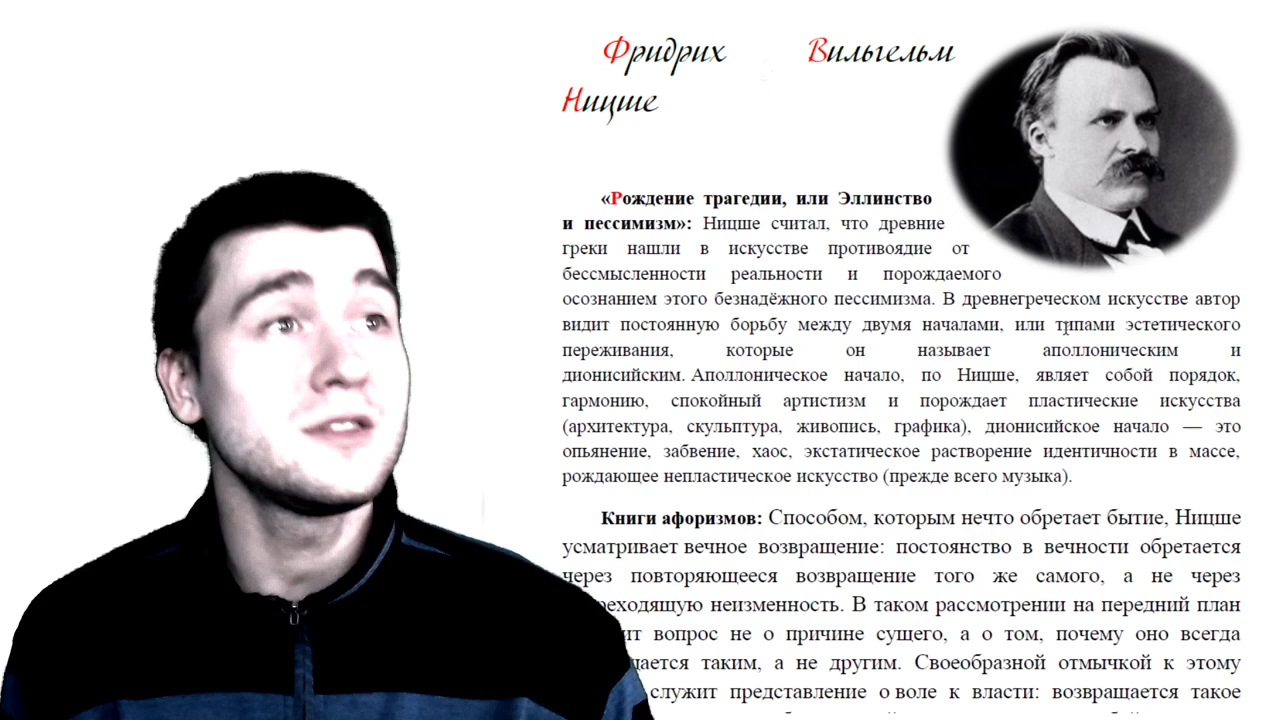 Фридрих Вильгельм
Ницше
«Рождение трагедии, или Эллинство
и пессимизм»: Ницше считал, что древние
греки нашли в искусстве противоядие от
бессмысленности реальности и порождаемого
осознанием этого безнадёжного пессимизма. В древнегреческом искусстве автор
видит постоянную борьбу между двумя началами, или типами эстетического
переживания, которые он называет аполлоническим и
дионисийским. Аполлоническое начало, по Ницше, являет собой порядок,
гармонию, спокойный артистизм и порождает пластические искусства
(архитектура, скульптура, живопись, графика), дионисийское начало — это
опьянение, забвение, хаос, экстатическое растворение идентичности в массе,
рождающее непластическое искусство (прежде всего музыка).
Книги афоризмов: Способом, которым нечто обретает бытие, Ницше
усматривает вечное возвращение: постоянство в вечности обретается
через повторяющееся возвращение того же самого, а не через
неизменность. В таком рассмотрении на передний план
вопрос не о причине сущего, а о том, почему оно всегда
таким, а не другим. Своеобразной отмычкой к этому
служит представление о воле к власти: возвращается такое